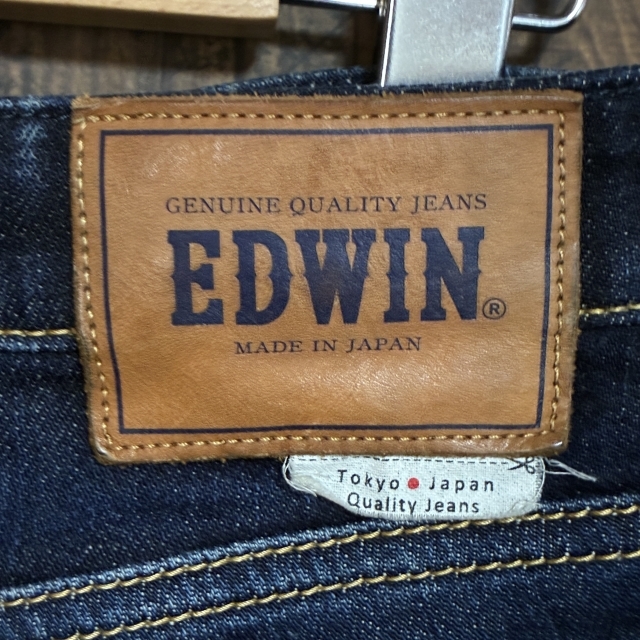 GENUINE QUALITY JEANS
EDWIN®
MADE IN JAPAN
Tokyo • Japan
Quality Jeans